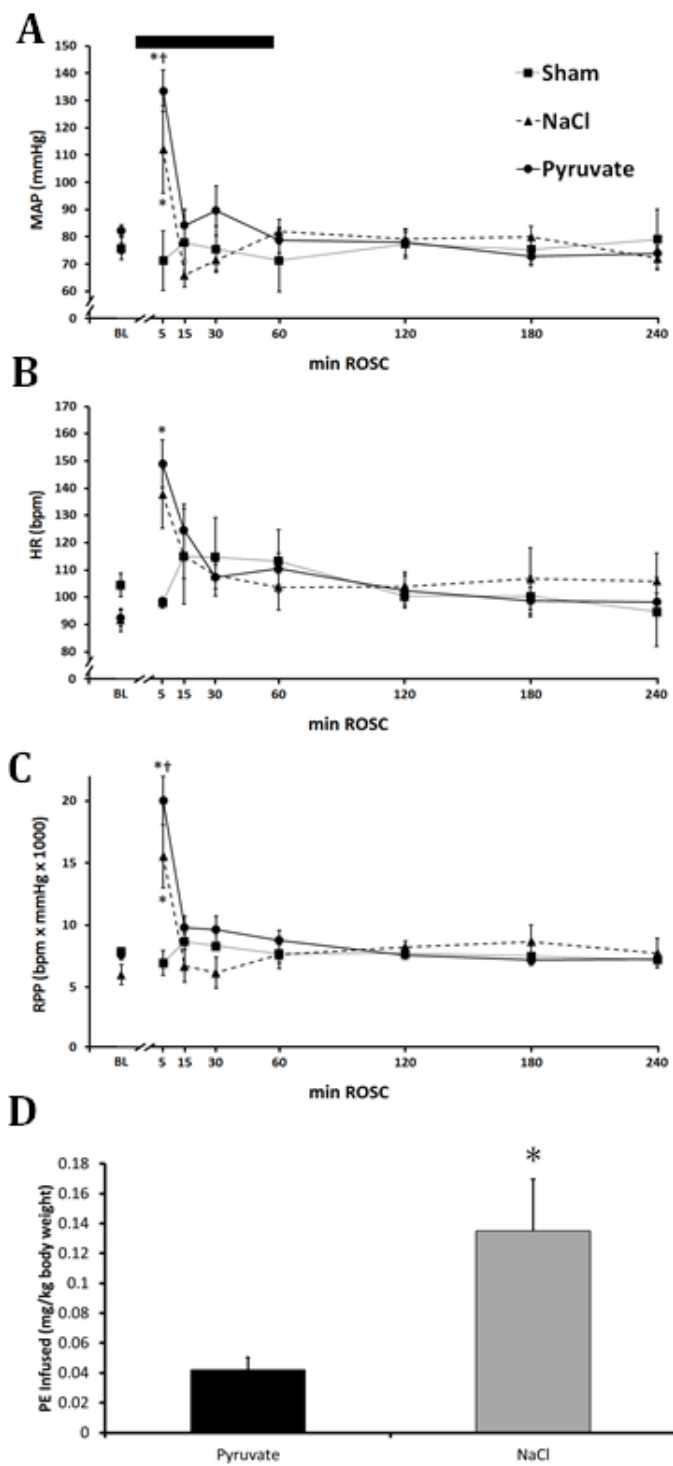 A
MAP (mmHg)
150
140
130
120
110
100
90
80
70
60
0
*†
*
Sham
NaCl
Pyruvate
BL 5 15 30 60 120 180 240
min ROSC
B
HR (bpm)
170
160
150
140
130
120
110
100
90
80
0
*
BL 5 15 30 60 120 180 240
min ROSC
C
RPP (bpm x mmHg x 1000)
20
15
10
5
0
*†
*
BL 5 15 30 60 120 180 240
min ROSC
D
PE Infused (mg/kg body weight)
0.18
0.16
0.14
0.12
0.1
0.08
0.06
0.04
0.02
0
*
Pyruvate NaCl